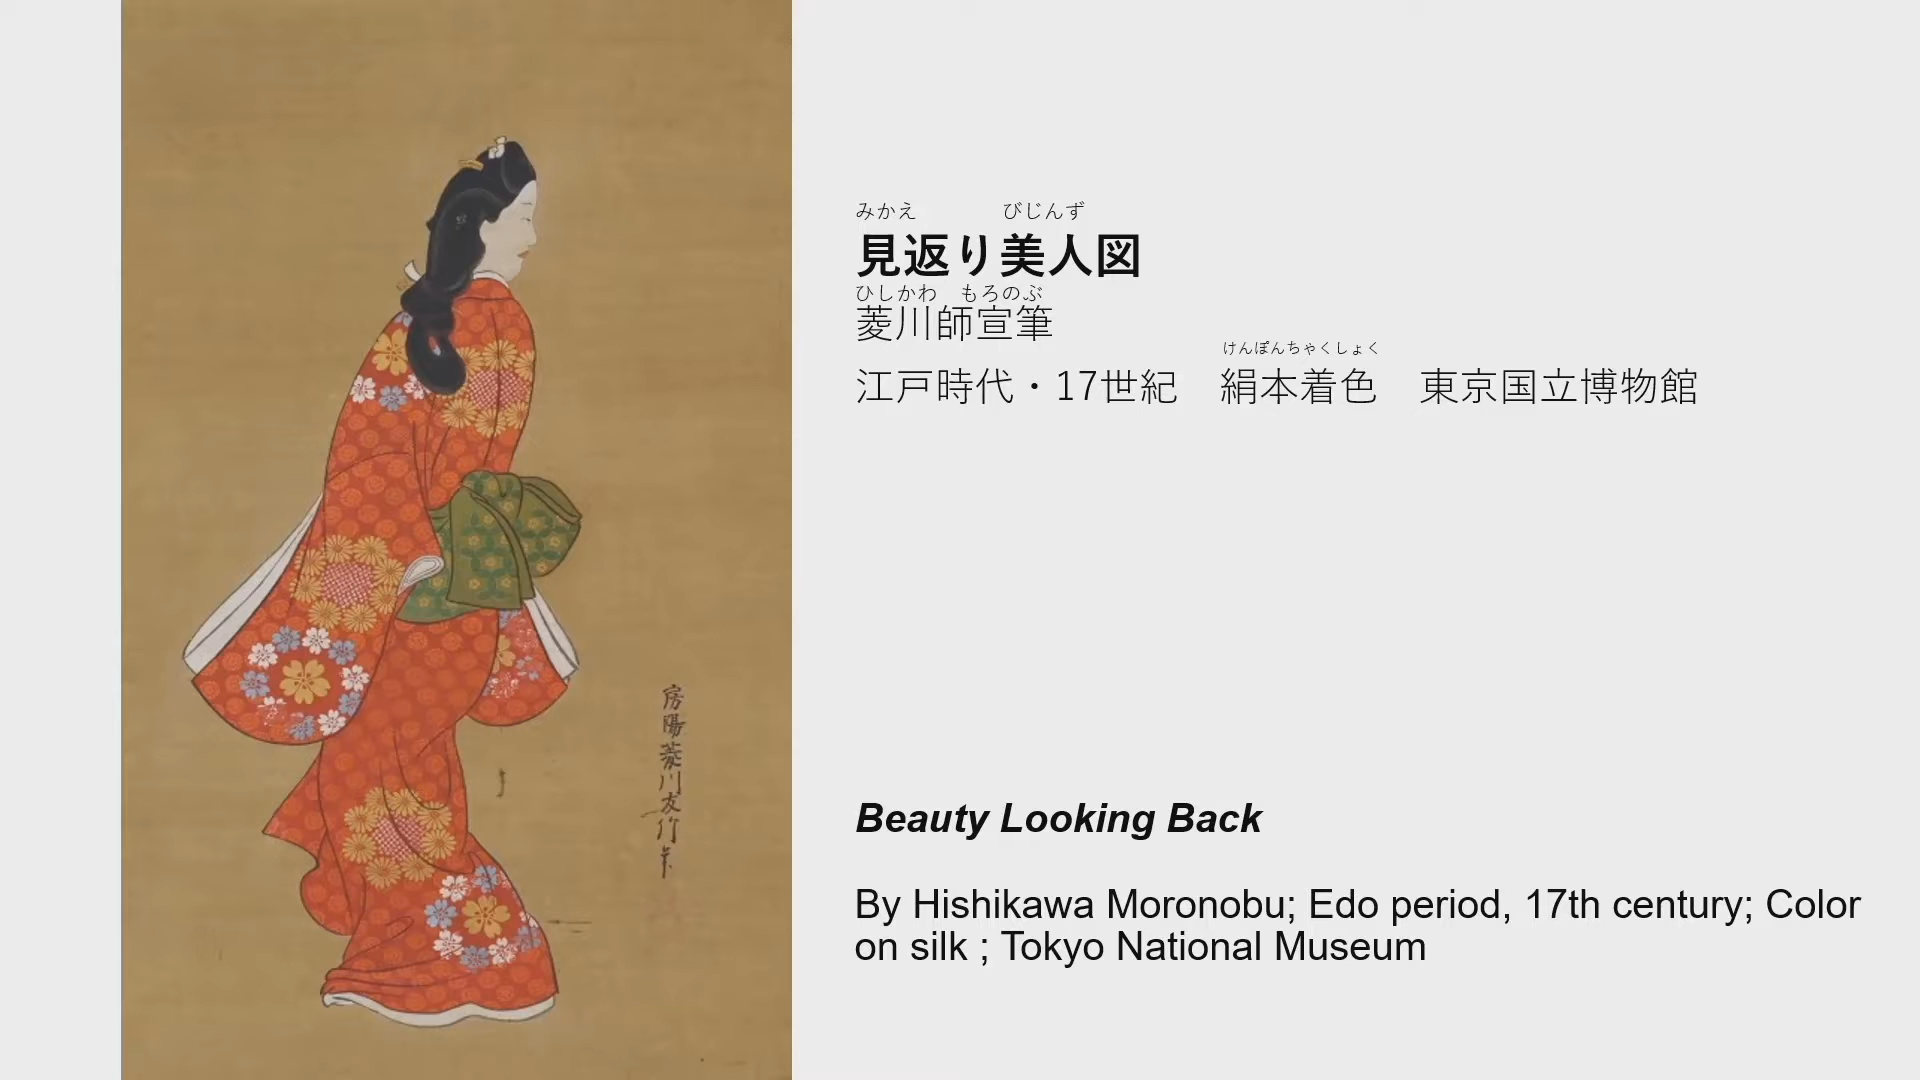 みかえ びじんず
見返り美人図
ひしかわ もろのぶ
菱川師宣筆
けんぽんちゃくしょく
江戸時代・17世紀 絹本着色 東京国立博物館
房陽菱川友竹筆
Beauty Looking Back
By Hishikawa Moronobu; Edo period, 17th century; Color
on silk ; Tokyo National Museum